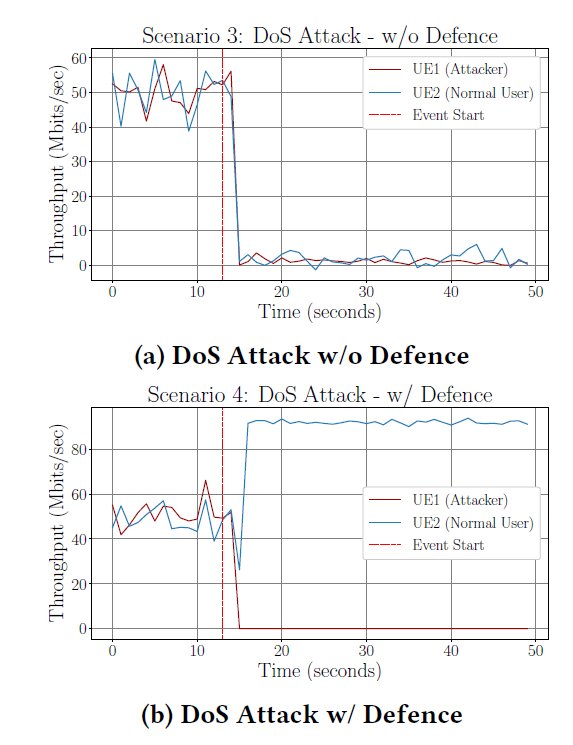 Scenario 3: DoS Attack - w/o Defence
Throughput (Mbits/sec)
60
50
40
30
20
10
0
UE1 (Attacker)
UE2 (Normal User)
Event Start
0 10 20 30 40 50
Time (seconds)
(a) DoS Attack w/o Defence
Scenario 4: DoS Attack - w/ Defence
Throughput (Mbits/sec)
80
60
40
20
0
UE1 (Attacker)
UE2 (Normal User)
Event Start
0 10 20 30 40 50
Time (seconds)
(b) DoS Attack w/ Defence